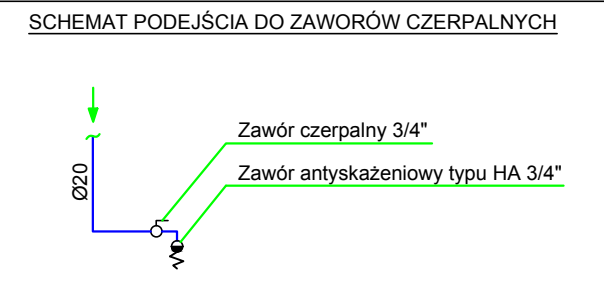 SCHEMAT PODEJŚCIA DO ZAWORÓW CZERPALNYCH
Zawór czerpalny 3/4"
Zawór antyskażeniowy typu HA 3/4"
Ø20